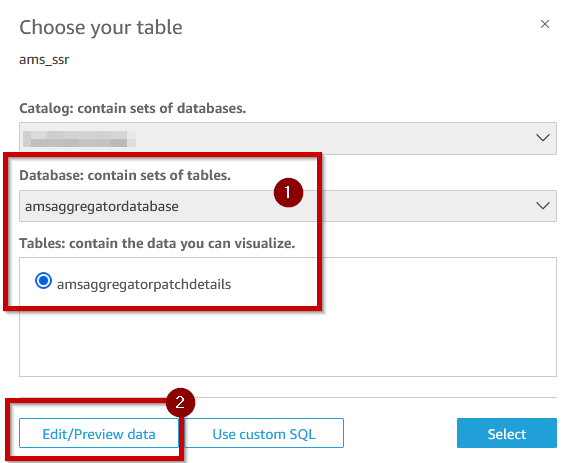 Choose your table
×
ams_ssr
Catalog: contain sets of databases.
Database: contain sets of tables.
1
amsaggregatordatabase
Tables: contain the data you can visualize.
amsaggregatorpatchdetails
2
Edit/Preview data
Use custom SQL
Select